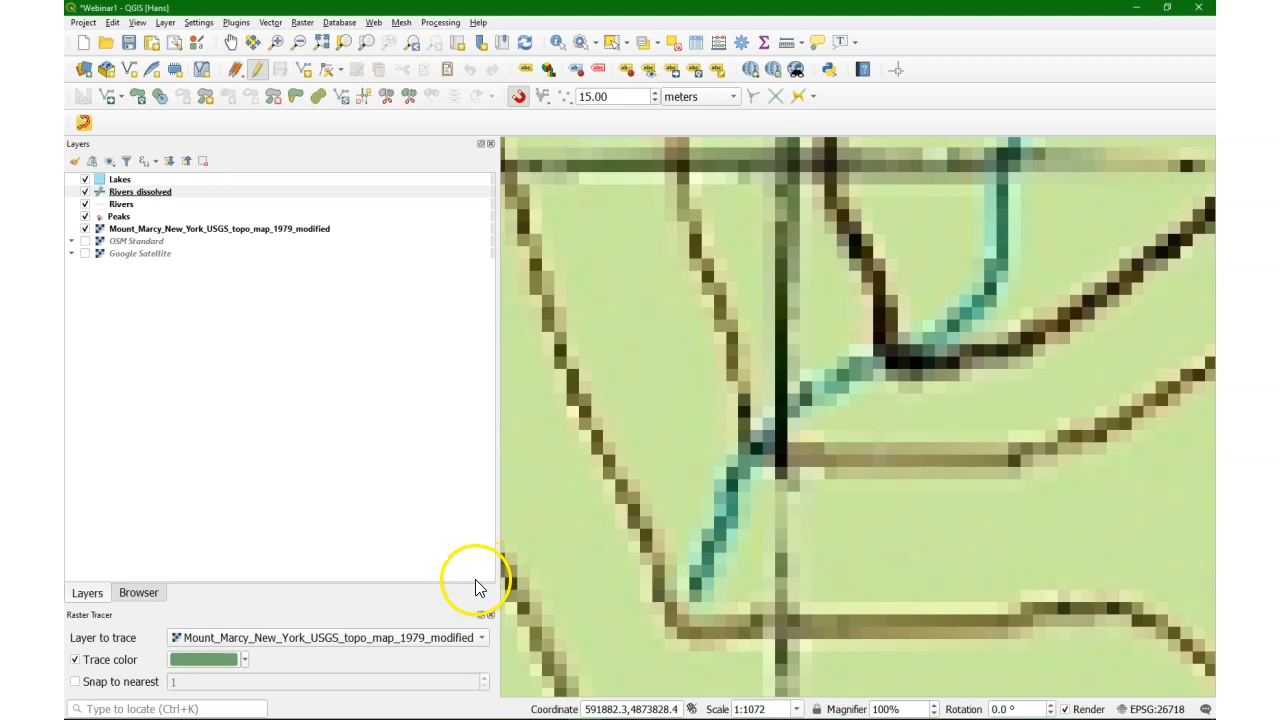 *Webinar1 - QGIS [Hans]
Project Edit View Layer Settings Plugins Vector Raster Database Web Mesh Processing Help
15.00 meters
Layers
Lakes
Rivers dissolved
Rivers
Peaks
Mount_Marcy_New_York_USGS_topo_map_1979_modified
OSM Standard
Google Satellite
Layers Browser
Raster Tracer
Layer to trace Mount_Marcy_New_York_USGS_topo_map_1979_modified
Trace color
Snap to nearest 1
Type to locate (Ctrl+K) Coordinate 591882.3,4873828.4 Scale 1:1072 Magnifier 100% Rotation 0.0 ° Render EPSG:26718